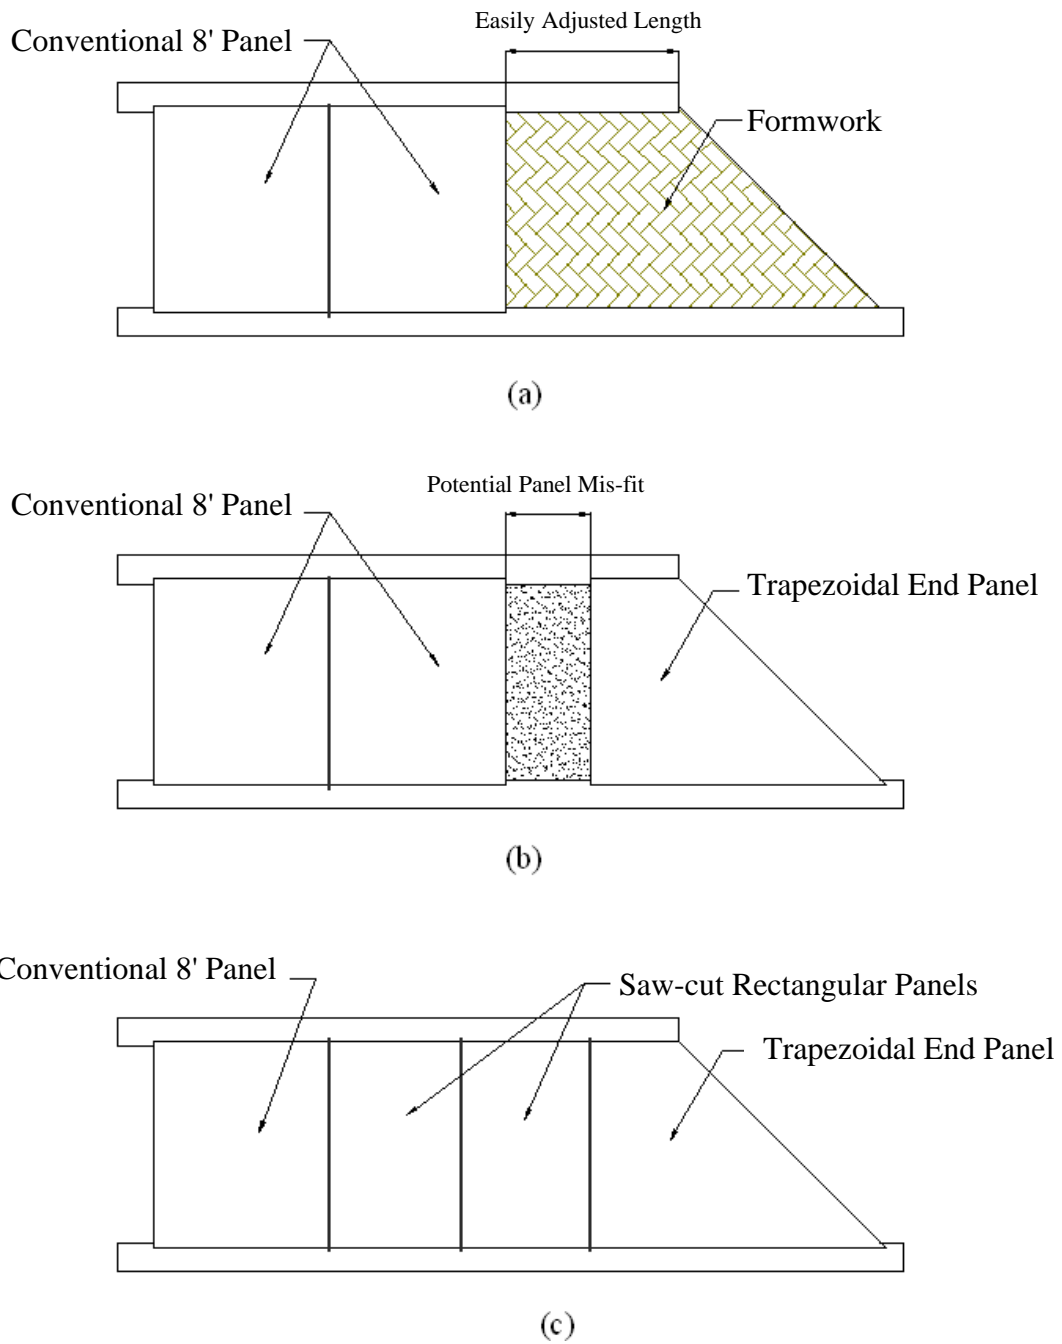 Easily Adjusted Length
Conventional 8' Panel
Formwork
(a)
Potential Panel Mis-fit
Conventional 8' Panel
Trapezoidal End Panel
(b)
Conventional 8' Panel
Saw-cut Rectangular Panels
Trapezoidal End Panel
(c)